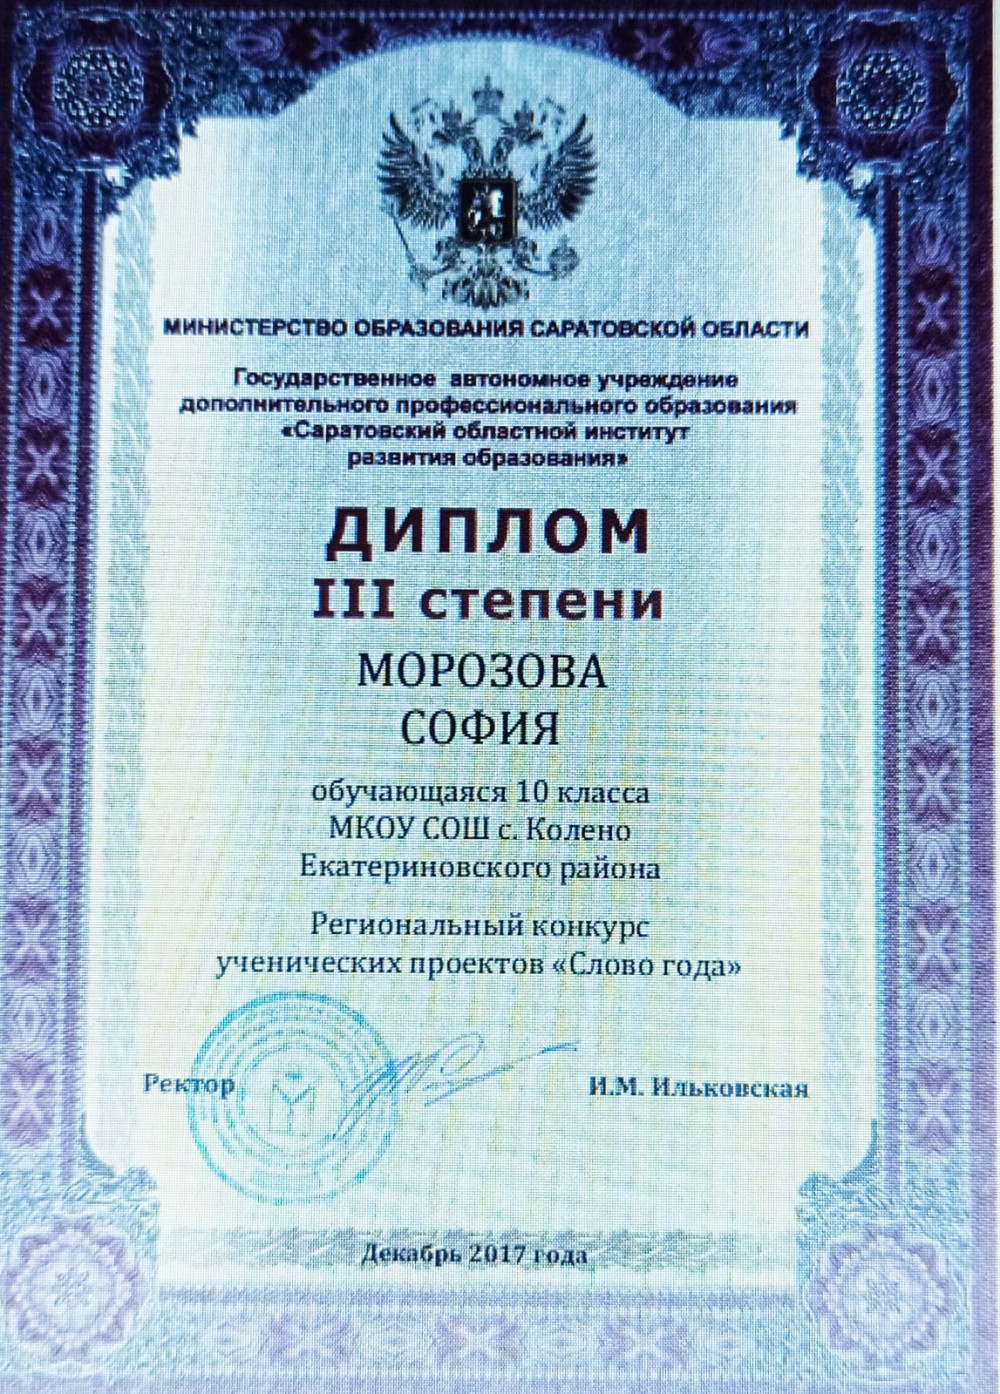 МИНИСТЕРСТВО ОБРАЗОВАНИЯ САРАТОВСКОЙ ОБЛАСТИ
Государственное автономное учреждение
дополнительного профессионального образования
«Саратовский областной институт
развития образования»
ДИПЛОМ
III степени
МОРОЗОВА
СОФИЯ
обучающаяся 10 класса
МКОУ СОШ с. Колено
Екатериновского района
Региональный конкурс
ученических проектов «Слово года»
Ректор
И.М. Ильковская
Декабрь 2017 года